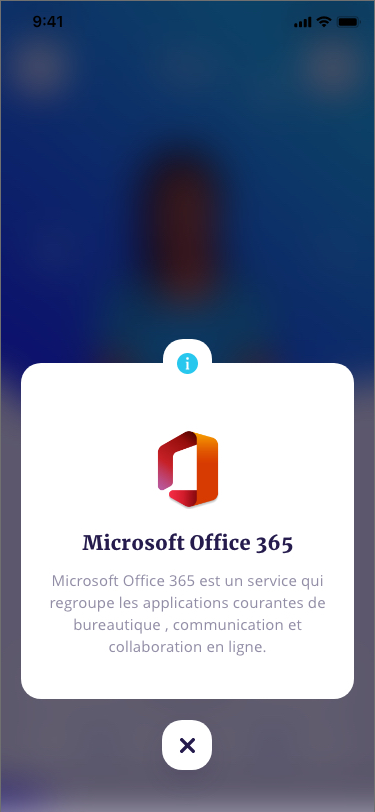 9:41
i
Microsoft Office 365
Microsoft Office 365 est un service qui
regroupe les applications courantes de
bureautique , communication et
collaboration en ligne.